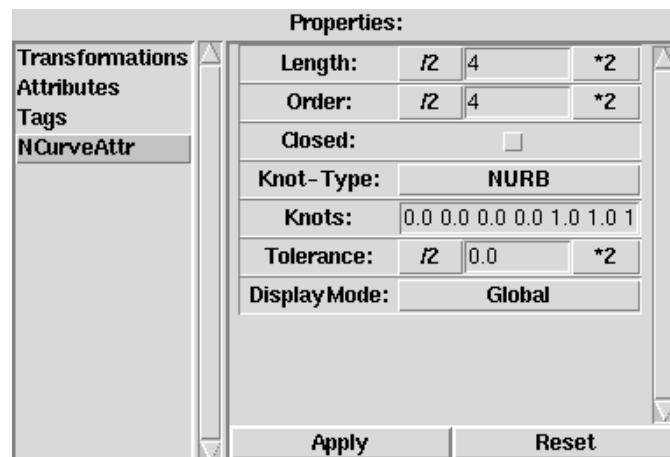 Properties:
Transformations
Attributes
Tags
NCurveAttr
Length: /2 4 *2
Order: /2 4 *2
Closed:
Knot-Type: NURB
Knots: 0.0 0.0 0.0 0.0 1.0 1.0 1
Tolerance: /2 0.0 *2
DisplayMode: Global
Apply Reset